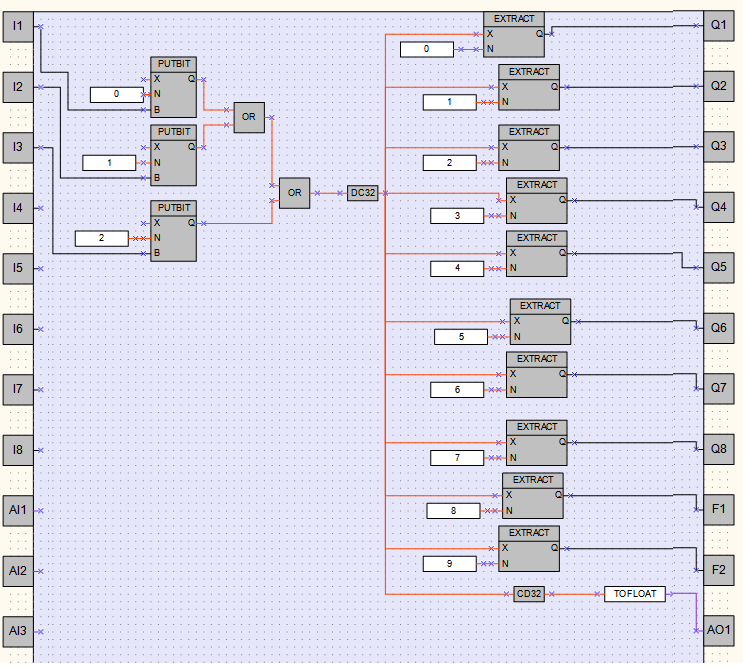 I1
I2
I3
I4
I5
I6
I7
I8
AI1
AI2
AI3
PUTBIT
X Q
0 N
B
PUTBIT
X Q
1 N
B
PUTBIT
X Q
2 N
B
OR
OR
DC32
EXTRACT
X Q
0 N
EXTRACT
X Q
1 N
EXTRACT
X Q
2 N
EXTRACT
X Q
3 N
EXTRACT
X Q
4 N
EXTRACT
X Q
5 N
EXTRACT
X Q
6 N
EXTRACT
X Q
7 N
EXTRACT
X Q
8 N
EXTRACT
X Q
9 N
CD32 TOFLOAT
Q1
Q2
Q3
Q4
Q5
Q6
Q7
Q8
F1
F2
AO1